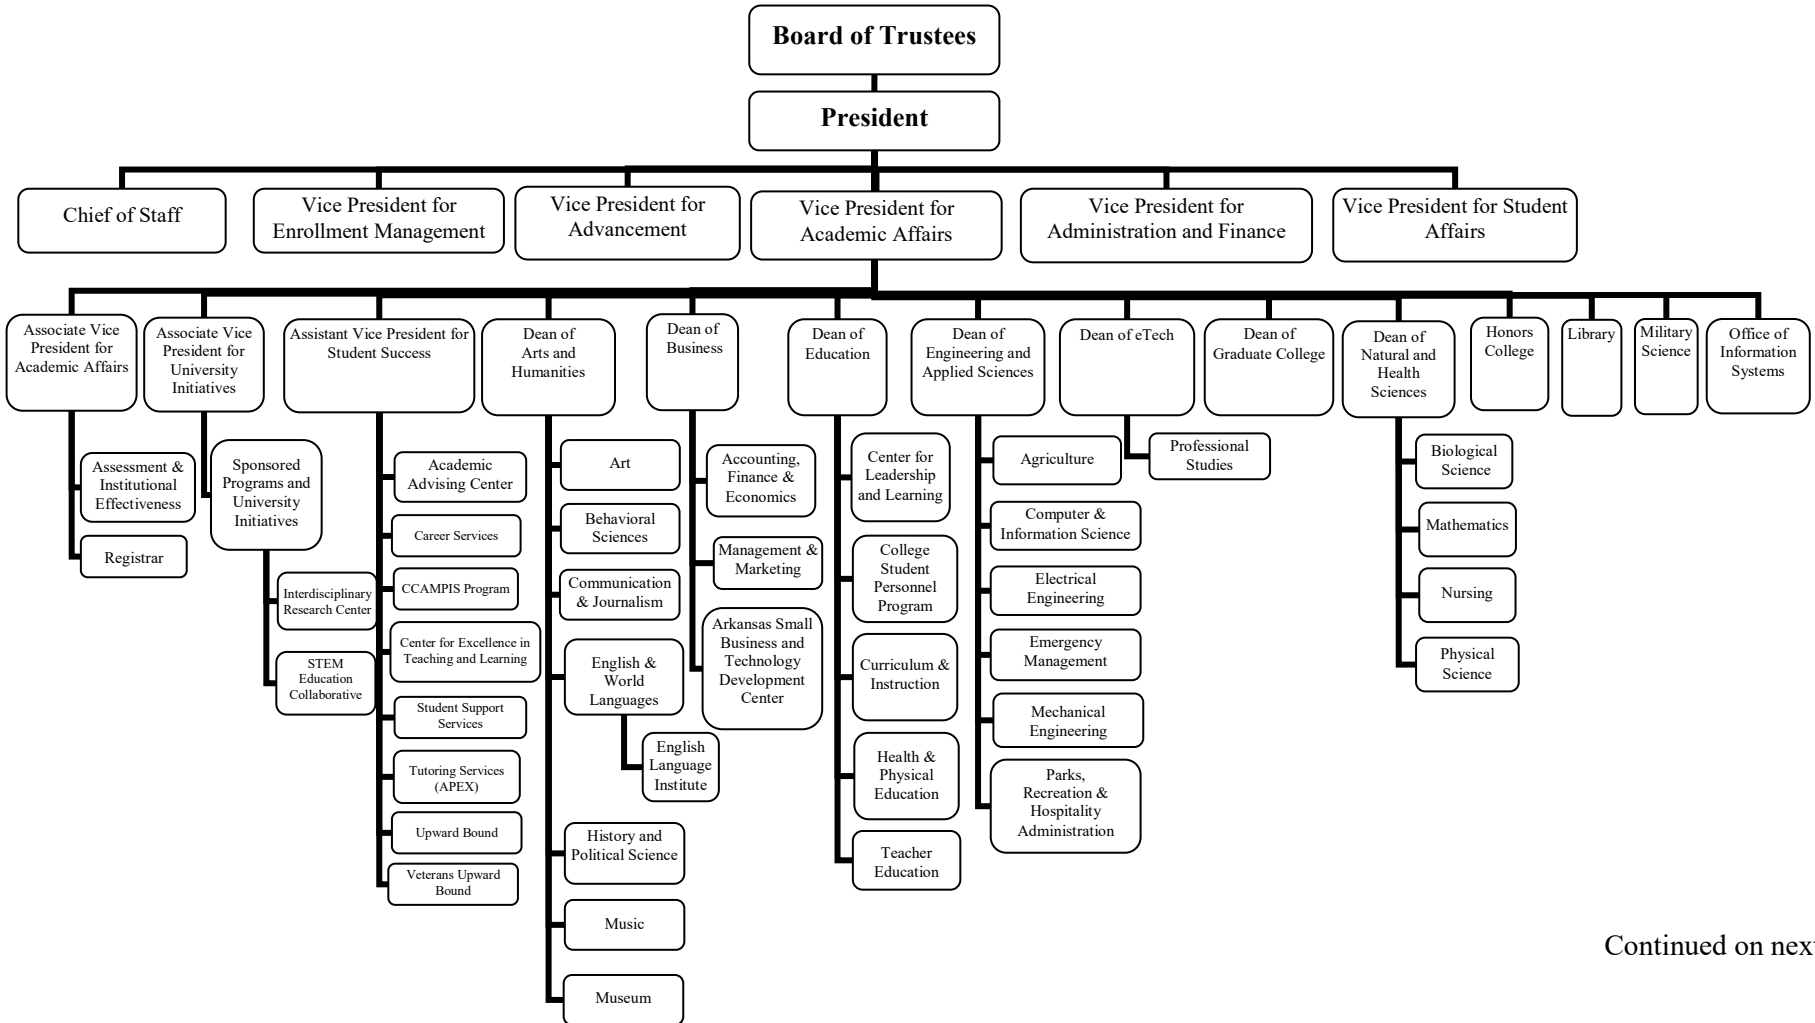 Board of Trustees
President
Chief of Staff
Vice President for
Enrollment Management
Vice President for
Advancement
Vice President for
Academic Affairs
Vice President for
Administration and Finance
Vice President for Student
Affairs
Associate Vice
President for
Academic Affairs
Associate Vice
President for
University
Initiatives
Assistant Vice President for
Student Success
Dean of
Arts and
Humanities
Dean of
Business
Dean of
Education
Dean of
Engineering and
Applied Sciences
Dean of eTech
Dean of
Graduate College
Dean of
Natural and
Health
Sciences
Honors
College
Library
Military
Science
Office of
Information
Systems
Assessment &
Institutional
Effectiveness
Registrar
Sponsored
Programs and
University
Initiatives
Interdisciplinary
Research Center
STEM
Education
Collaborative
Academic
Advising Center
Career Services
CCAMPIS Program
Center for Excellence in
Teaching and Learning
Student Support
Services
Tutoring Services
(APEX)
Upward Bound
Veterans Upward
Bound
Art
Behavioral
Sciences
Communication
& Journalism
English &
World
Languages
English
Language
Institute
History and
Political Science
Music
Museum
Accounting,
Finance &
Economics
Management &
Marketing
Arkansas Small
Business and
Technology
Development
Center
Center for
Leadership
and Learning
College
Student
Personnel
Program
Curriculum &
Instruction
Health &
Physical
Education
Teacher
Education
Agriculture
Computer &
Information Science
Electrical
Engineering
Emergency
Management
Mechanical
Engineering
Parks,
Recreation &
Hospitality
Administration
Professional
Studies
Biological
Science
Mathematics
Nursing
Physical
Science
Continued on next